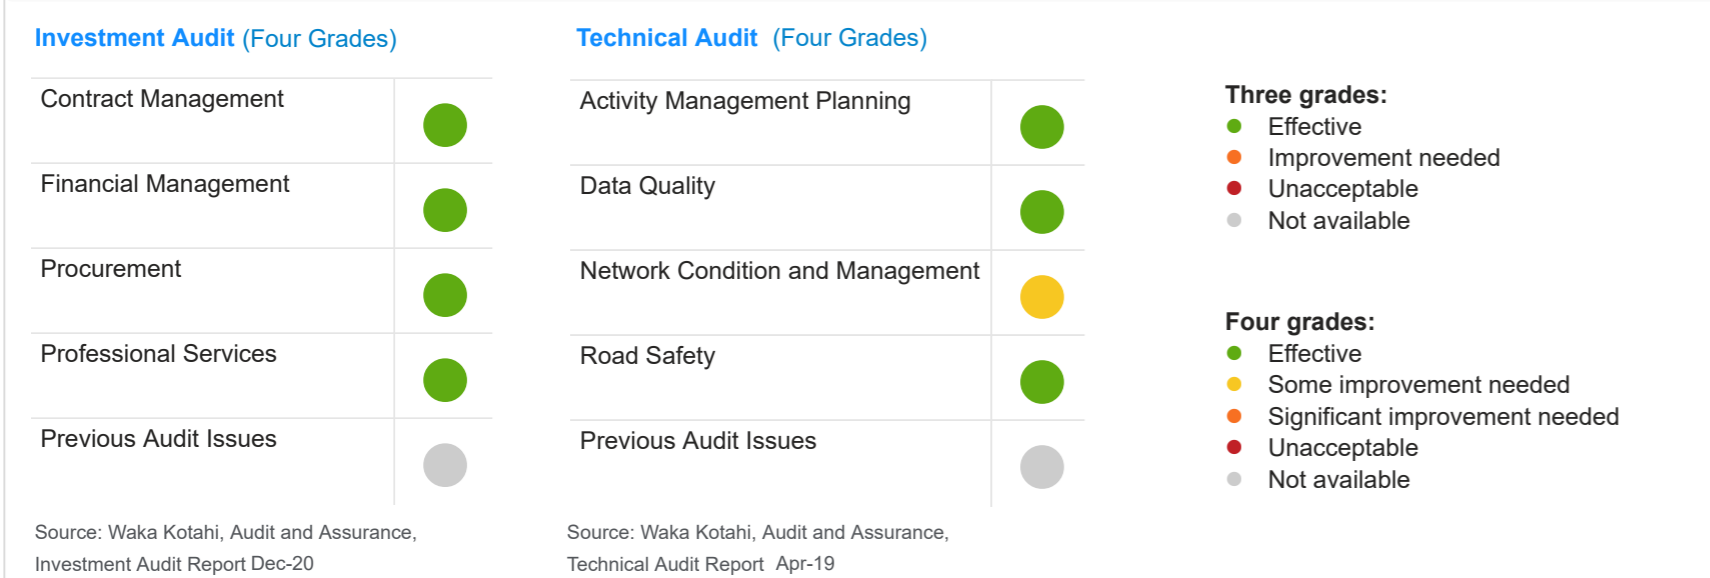 Investment Audit (Four Grades)
Contract Management
Financial Management
Procurement
Professional Services
Previous Audit Issues
Source: Waka Kotahi, Audit and Assurance,
Investment Audit Report Dec-20
Technical Audit (Four Grades)
Activity Management Planning
Data Quality
Network Condition and Management
Road Safety
Previous Audit Issues
Source: Waka Kotahi, Audit and Assurance,
Technical Audit Report Apr-19
Three grades:
Effective
Improvement needed
Unacceptable
Not available
Four grades:
Effective
Some improvement needed
Significant improvement needed
Unacceptable
Not available